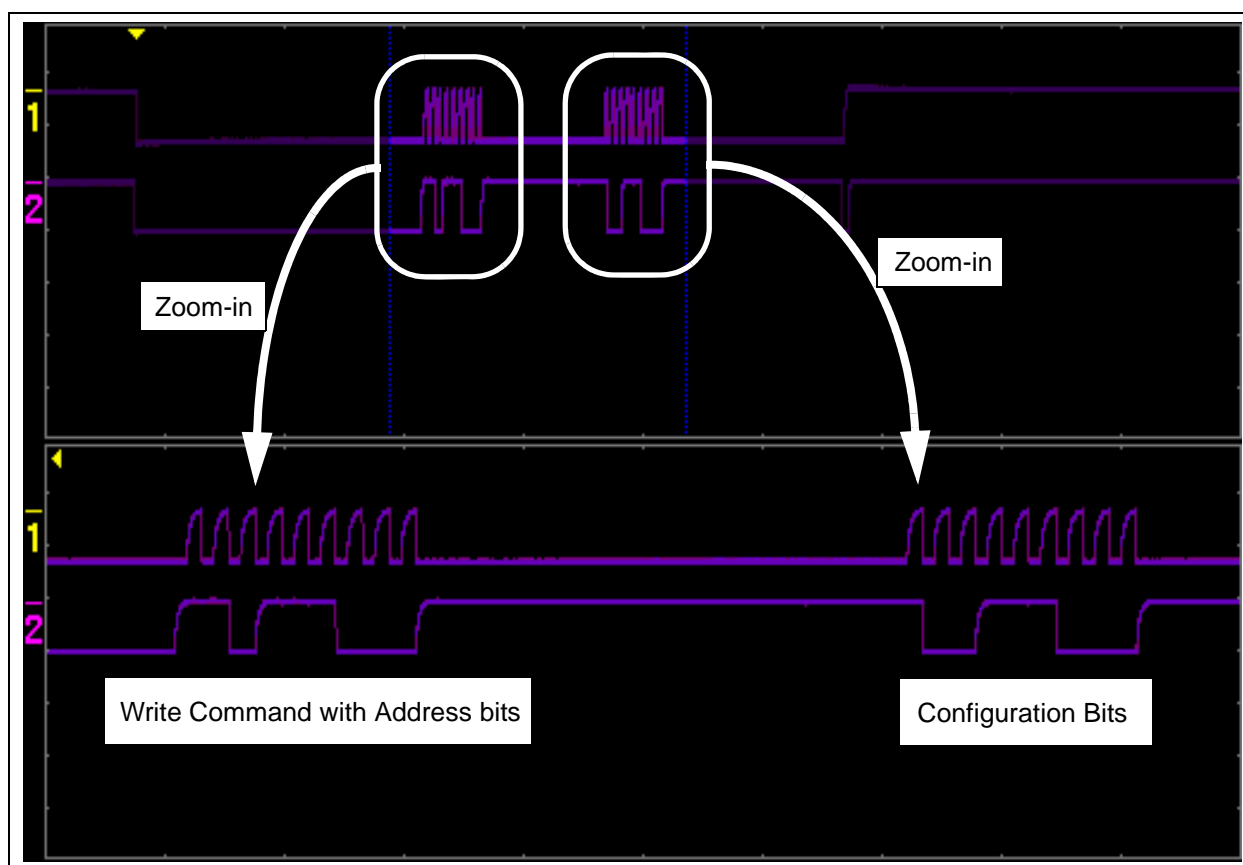 1
2
Zoom-in
Zoom-in
1
2
Write Command with Address bits
Configuration Bits